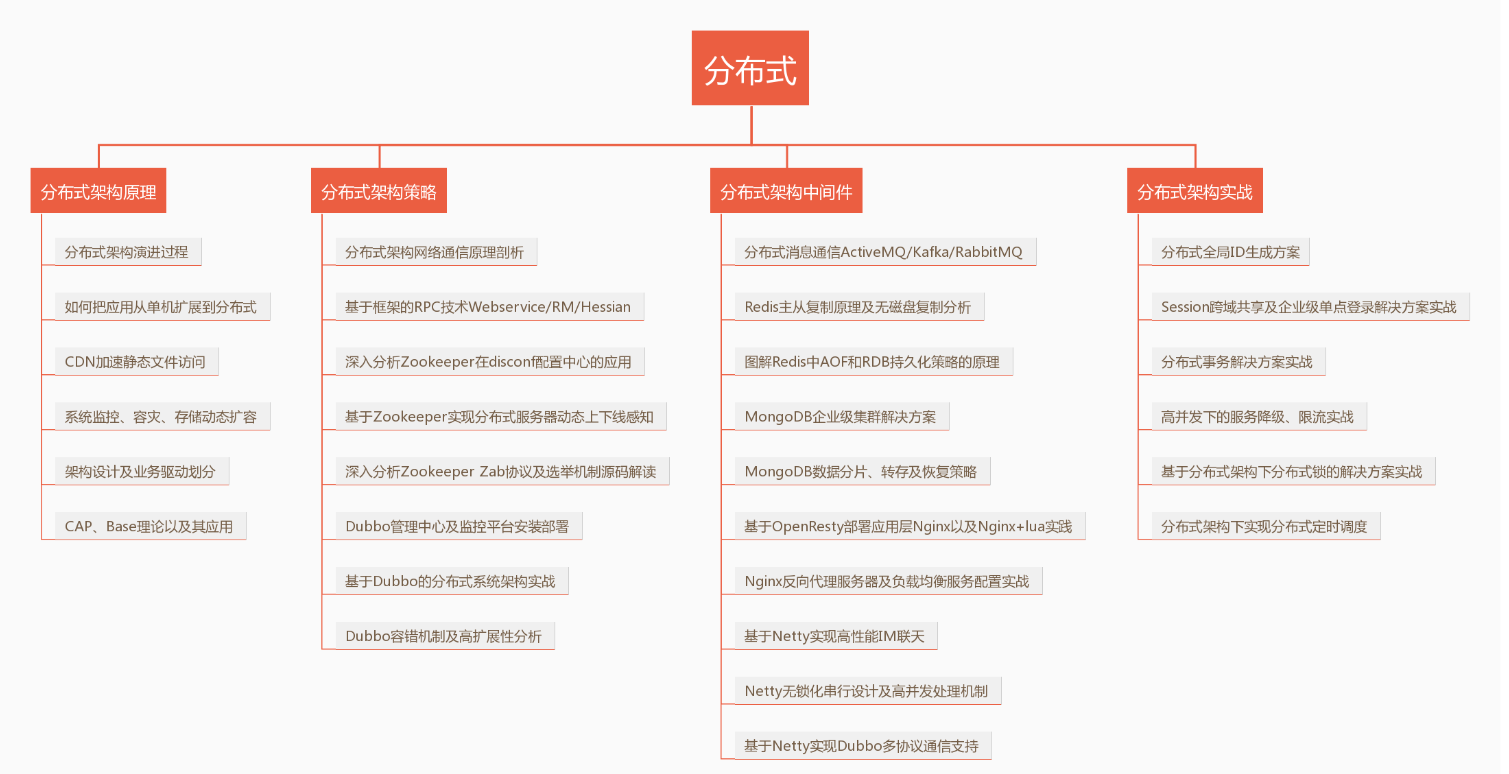 分布式
分布式架构原理
分布式架构演进过程
如何把应用从单机扩展到分布式
CDN加速静态文件访问
系统监控、容灾、存储动态扩容
架构设计及业务驱动划分
CAP、Base理论以及其应用
分布式架构策略
分布式架构网络通信原理剖析
基于框架的RPC技术Webservice/RM/Hessian
深入分析Zookeeper在disconf配置中心的应用
基于Zookeeper实现分布式服务器动态上下线感知
深入分析Zookeeper Zab协议及选举机制源码解读
Dubbo管理中心及监控平台安装部署
基于Dubbo的分布式系统架构实战
Dubbo容错机制及高扩展性分析
分布式架构中间件
分布式消息通信ActiveMQ/Kafka/RabbitMQ
Redis主从复制原理及无磁盘复制分析
图解Redis中AOF和RDB持久化策略的原理
MongoDB企业级集群解决方案
MongoDB数据分片、转存及恢复策略
基于OpenResty部署应用层Nginx以及Nginx+lua实践
Nginx反向代理服务器及负载均衡服务配置实战
基于Netty实现高性能IM联天
Netty无锁化串行设计及高并发处理机制
基于Netty实现Dubbo多协议通信支持
分布式架构实战
分布式全局ID生成方案
Session跨域共享及企业级单点登录解决方案实战
分布式事务解决方案实战
高并发下的服务降级、限流实战
基于分布式架构下分布式锁的解决方案实战
分布式架构下实现分布式定时调度